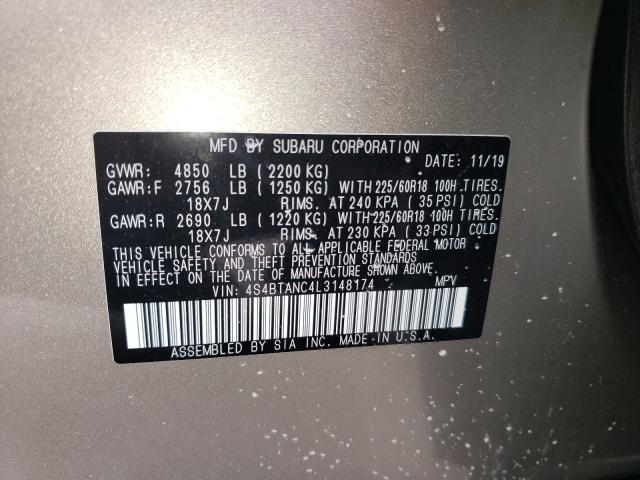 MFD BY SUBARU CORPORATION
GVWR: 4850 LB (2200 KG) DATE: 11/19
GAWR:F 2756 LB (1250 KG) WITH 225/60R18 100H TIRES.
18X7J RIMS. AT 240 KPA (35 PSI) COLD
GAWR:R 2690 LB (1220 KG) WITH 225/60R18 100H TIRES.
18X7J RIMS. AT 230 KPA (33 PSI) COLD
THIS VEHICLE CONFORMS TO ALL APPLICABLE FEDERAL MOTOR
VEHICLE SAFETY AND THEFT PREVENTION STANDARDS
IN EFFECT ON THE DATE OF MANUFACTURE SHOWN ABOVE.
VIN: 4S4BTANC4L3148174 MPV
ASSEMBLED BY SIA INC. MADE IN U.S.A.